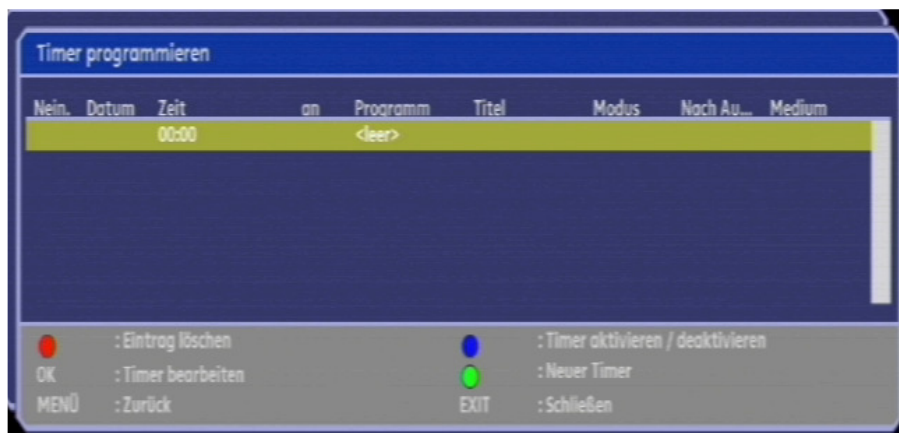 Timer programmieren
Nein. Datum Zeit an Programm Titel Modus Nach Au... Medium
00:00 <leer>
: Eintrag löschen : Timer aktivieren / deaktivieren
OK : Timer bearbeiten : Neuer Timer
MENÜ : Zurück EXIT : Schließen